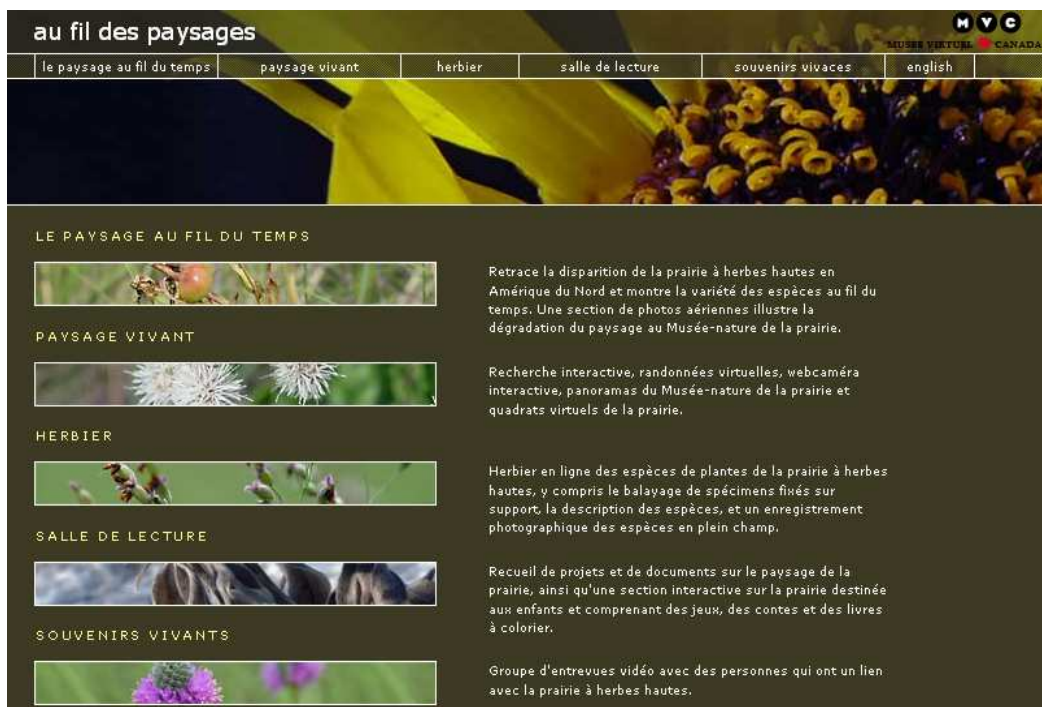 au fil des paysages
M V C
MUSÉE VIRTUEL CANADA
le paysage au fil du temps paysage vivant herbier salle de lecture souvenirs vivaces english
LE PAYSAGE AU FIL DU TEMPS
Retrace la disparition de la prairie à herbes hautes en
Amérique du Nord et montre la variété des espèces au fil du
temps. Une section de photos aériennes illustre la
dégradation du paysage au Musée-nature de la prairie.
PAYSAGE VIVANT
Recherche interactive, randonnées virtuelles, webcaméra
interactive, panoramas du Musée-nature de la prairie et
quadrats virtuels de la prairie.
HERBIER
Herbier en ligne des espèces de plantes de la prairie à herbes
hautes, y compris le balayage de spécimens fixés sur
support, la description des espèces, et un enregistrement
photographique des espèces en plein champ.
SALLE DE LECTURE
Recueil de projets et de documents sur le paysage de la
prairie, ainsi qu'une section interactive sur la prairie destinée
aux enfants et comprenant des jeux, des contes et des livres
à colorier.
SOUVENIRS VIVANTS
Groupe d'entrevues vidéo avec des personnes qui ont un lien
avec la prairie à herbes hautes.